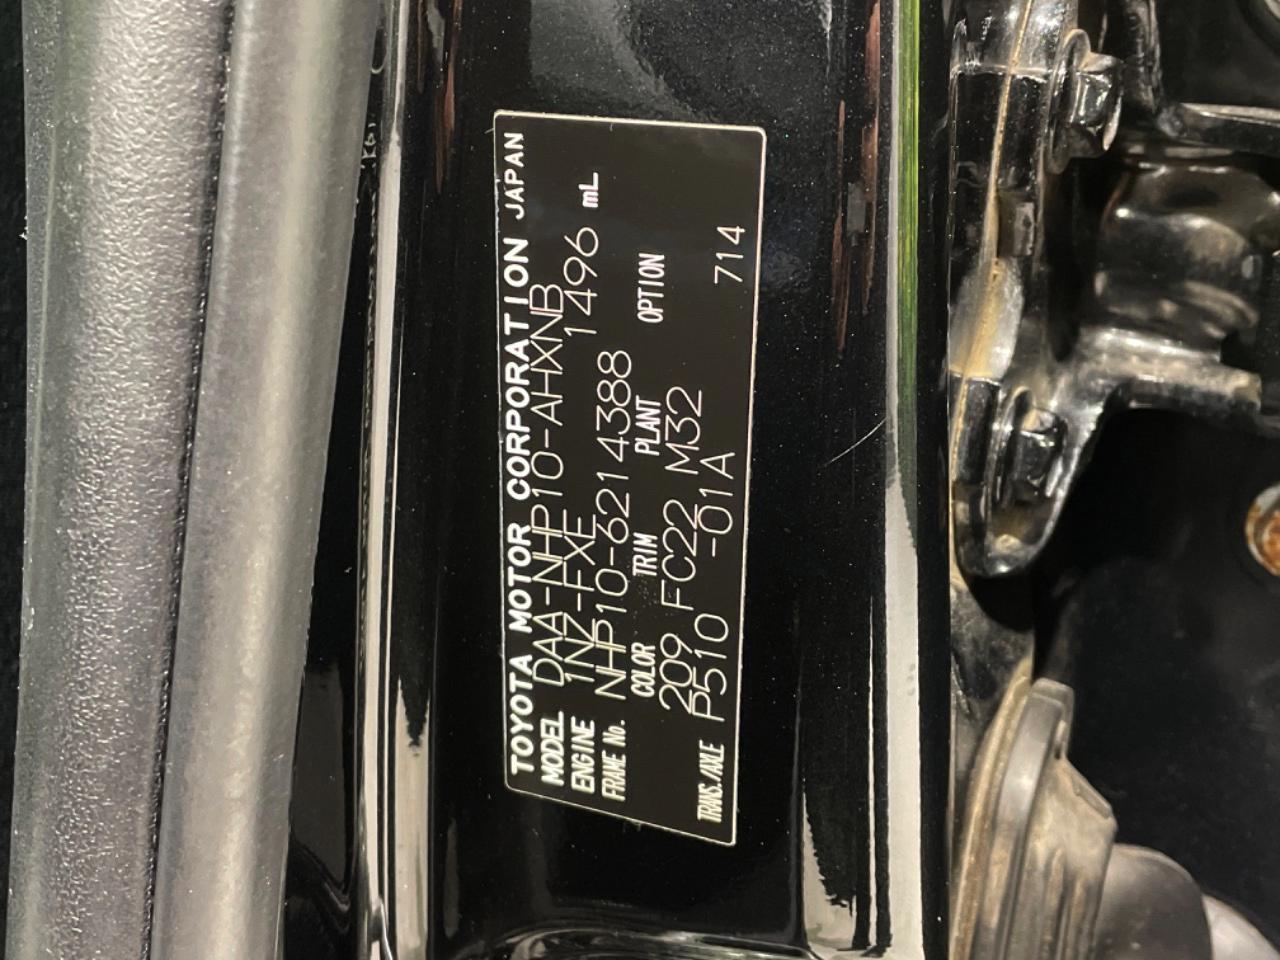 TOYOTA MOTOR CORPORATION JAPAN
MODEL DAA-NHP10-AHXNB
ENGINE 1NZ-FXE 1496 mL
FRAME No. NHP10-6214388
COLOR TRIM PLANT OPTION
209 FC22 M32
TRANS./AXLE P510 -01A 714